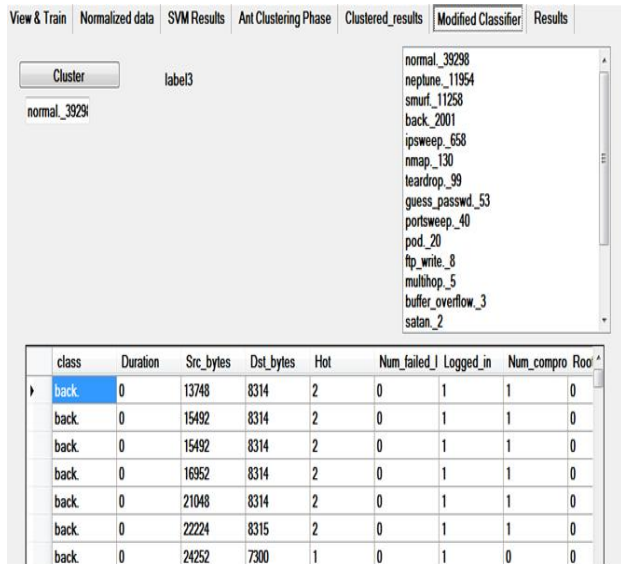 View & Train Normalized data SVM Results Ant Clustering Phase Clustered_results Modified Classifier Results
Cluster
label3
normal._3929
normal._39298
neptune._11954
smurf._11258
back._2001
ipsweep._658
nmap._130
teardrop._99
guess_passwd._53
portsweep._40
pod._20
ftp_write._8
multihop._5
buffer_overflow._3
satan._2
class Duration Src_bytes Dst_bytes Hot Num_failed_l Logged_in Num_compro Roo
back. 0 13748 8314 2 0 1 1 0
back. 0 15492 8314 2 0 1 1 0
back. 0 15492 8314 2 0 1 1 0
back. 0 16952 8314 2 0 1 1 0
back. 0 21048 8314 2 0 1 1 0
back. 0 22224 8315 2 0 1 1 0
back. 0 24252 7300 1 0 1 0 0